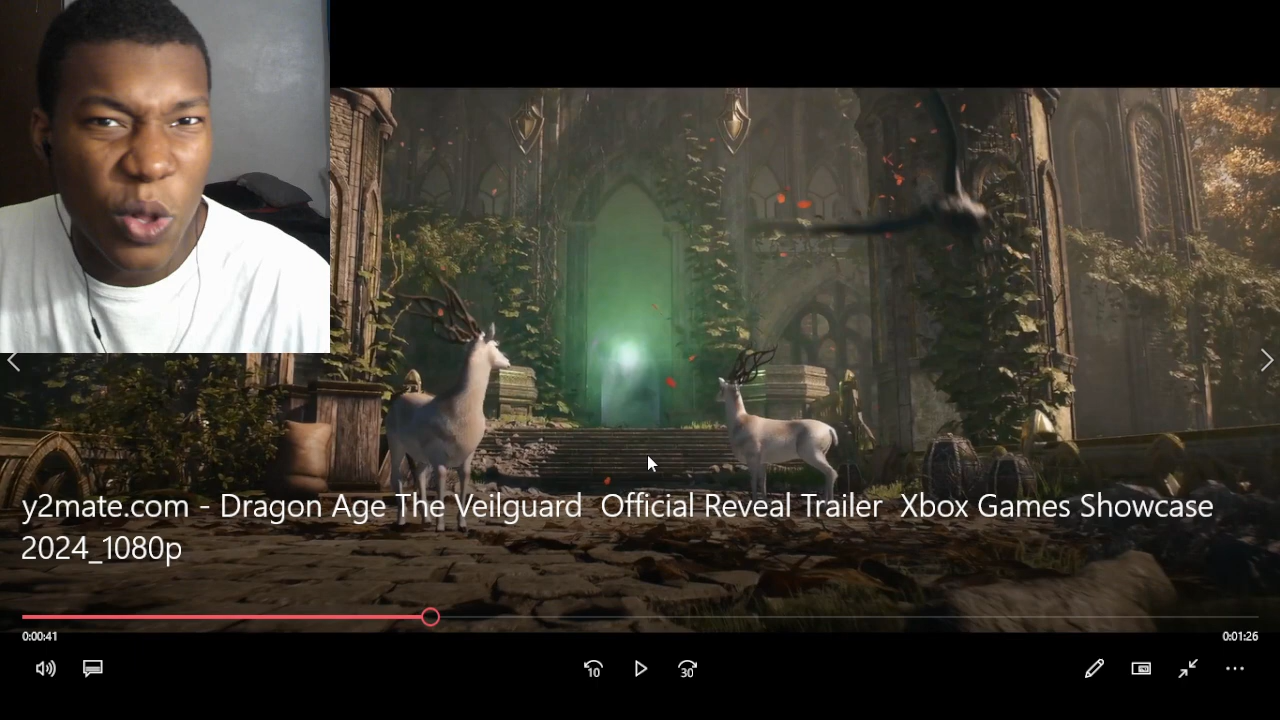 y2mate.com - Dragon Age The Veilguard  Official Reveal Trailer  Xbox Games Showcase
2024_1080p
0:00:41
0:01:26
10
30